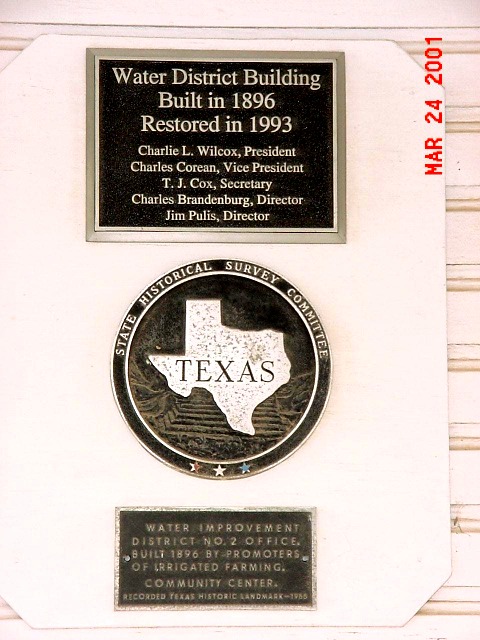 Water District Building
Built in 1896
Restored in 1993
Charlie L. Wilcox, President
Charles Corean, Vice President
T. J. Cox, Secretary
Charles Brandenburg, Director
Jim Pulis, Director
STATE HISTORICAL SURVEY COMMITTEE
TEXAS
WATER IMPROVEMENT
DISTRICT NO. 2 OFFICE.
BUILT 1896 BY PROMOTERS
OF IRRIGATED FARMING.
COMMUNITY CENTER.
RECORDED TEXAS HISTORIC LANDMARK-1966
MAR 24 2001